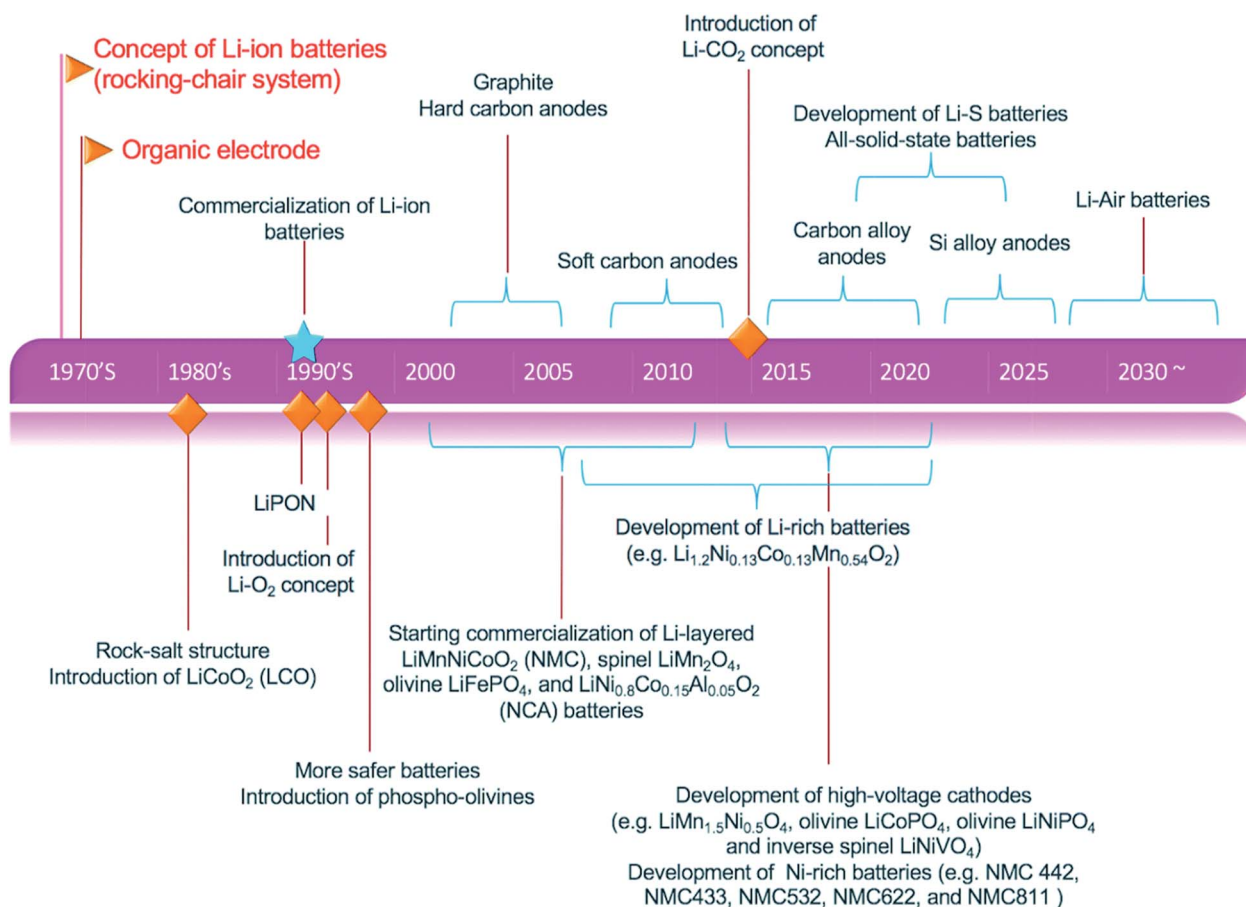 Concept of Li-ion batteries
(rocking-chair system)
Organic electrode
Commercialization of Li-ion
batteries
Graphite
Hard carbon anodes
Soft carbon anodes
Introduction of
Li-CO₂ concept
Development of Li-S batteries
All-solid-state batteries
Carbon alloy
anodes
Si alloy anodes
Li-Air batteries
1970'S
1980's
1990'S
2000
2005
2010
2015
2020
2025
2030 ~
LiPON
Introduction of
Li-O₂ concept
Rock-salt structure
Introduction of LiCoO₂ (LCO)
More safer batteries
Introduction of phospho-olivines
Starting commercialization of Li-layered
LiMnNiCoO₂ (NMC), spinel LiMn₂O₄,
olivine LiFePO₄, and LiNi₀.₈Co₀.₁₅Al₀.₀₅O₂
(NCA) batteries
Development of Li-rich batteries
(e.g. Li₁.₂Ni₀.₁₃Co₀.₁₃Mn₀.₅₄O₂)
Development of high-voltage cathodes
(e.g. LiMn₁.₅Ni₀.₅O₄, olivine LiCoPO₄, olivine LiNiPO₄
and inverse spinel LiNiVO₄)
Development of Ni-rich batteries (e.g. NMC 442,
NMC433, NMC532, NMC622, and NMC811 )